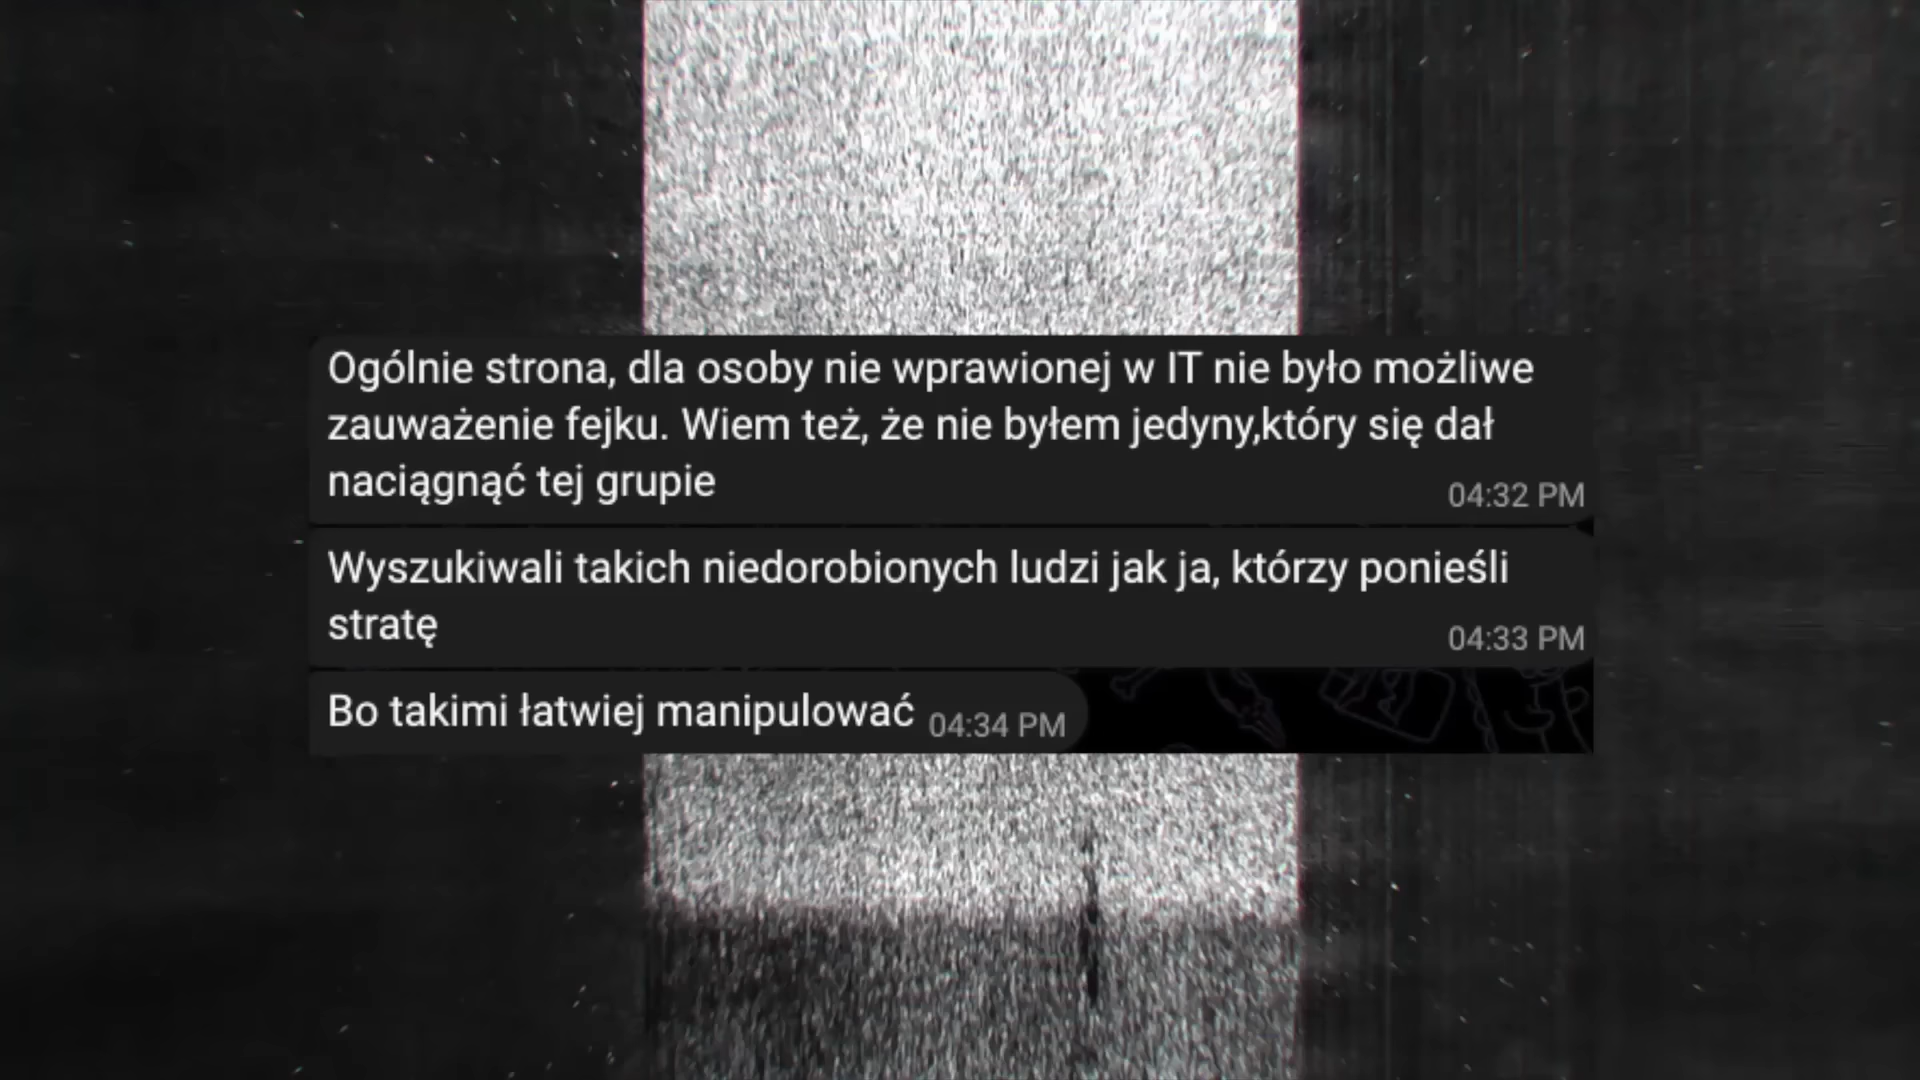 Ogólnie strona, dla osoby nie wprawionej w IT nie było możliwe
zauważenie fejku. Wiem też, że nie byłem jedyny,który się dał
naciągnąć tej grupie
04:32 PM
Wyszukiwali takich niedorobionych ludzi jak ja, którzy ponieśli
stratę
04:33 PM
Bo takimi łatwiej manipulować 04:34 PM